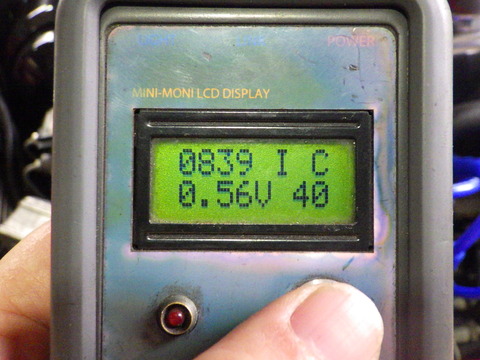 POWER
MINI-MONI LCD DISPLAY
0839 I C
0.56V 40